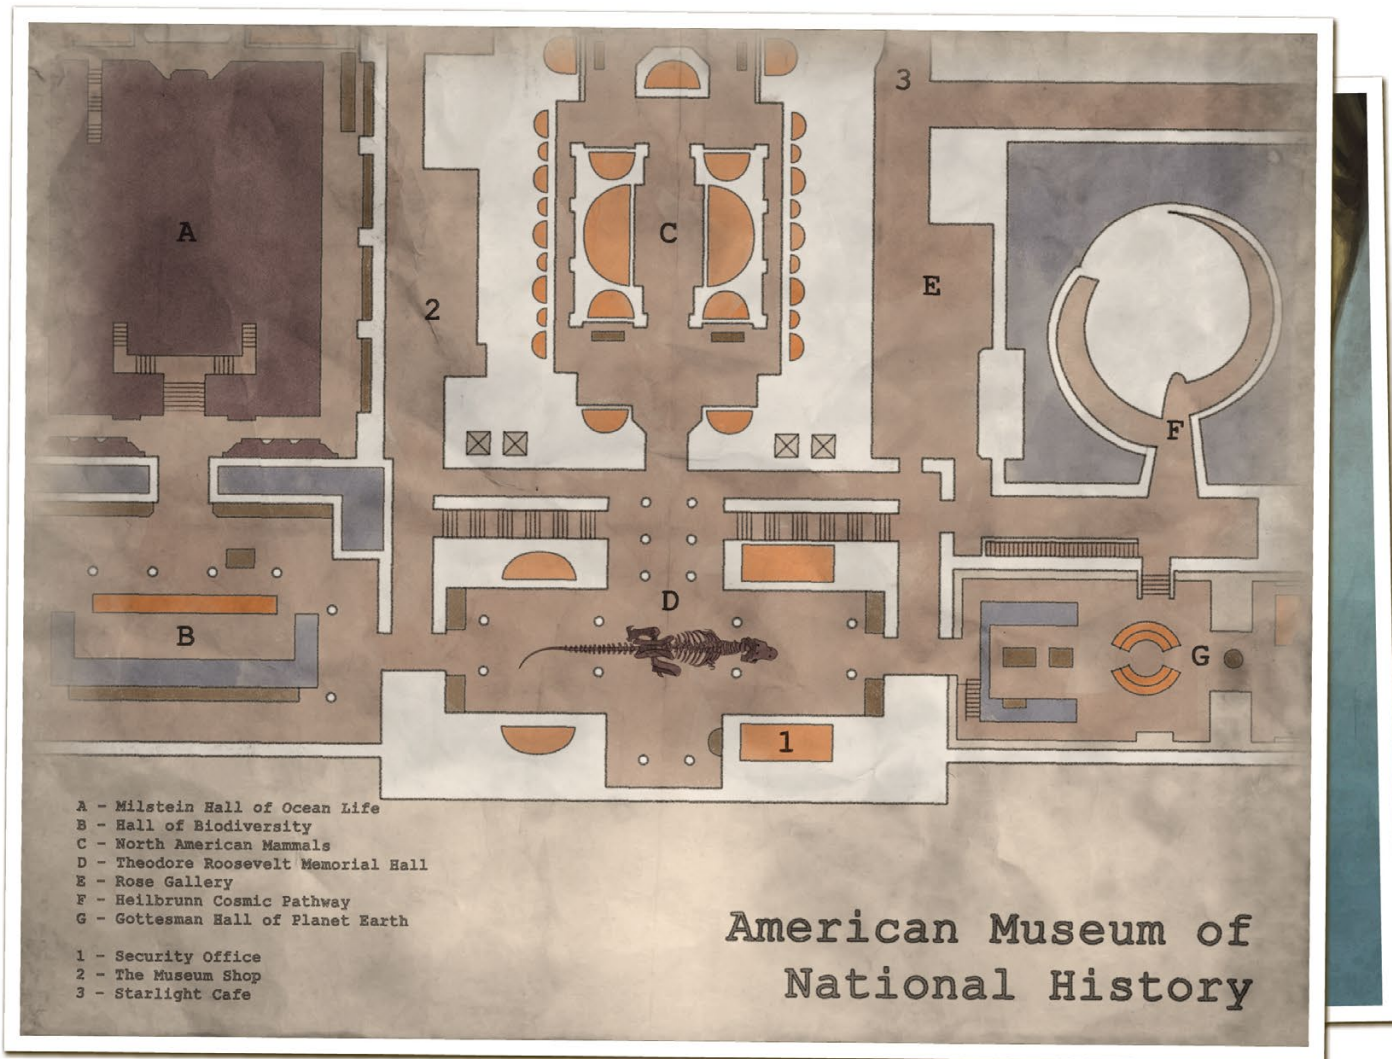 3
A
C
E
2
F
D
B
G
1
A - Milstein Hall of Ocean Life
B - Hall of Biodiversity
C - North American Mammals
D - Theodore Roosevelt Memorial Hall
E - Rose Gallery
F - Heilbrunn Cosmic Pathway
G - Gottesman Hall of Planet Earth
1 - Security Office
2 - The Museum Shop
3 - Starlight Cafe
American Museum of
National History